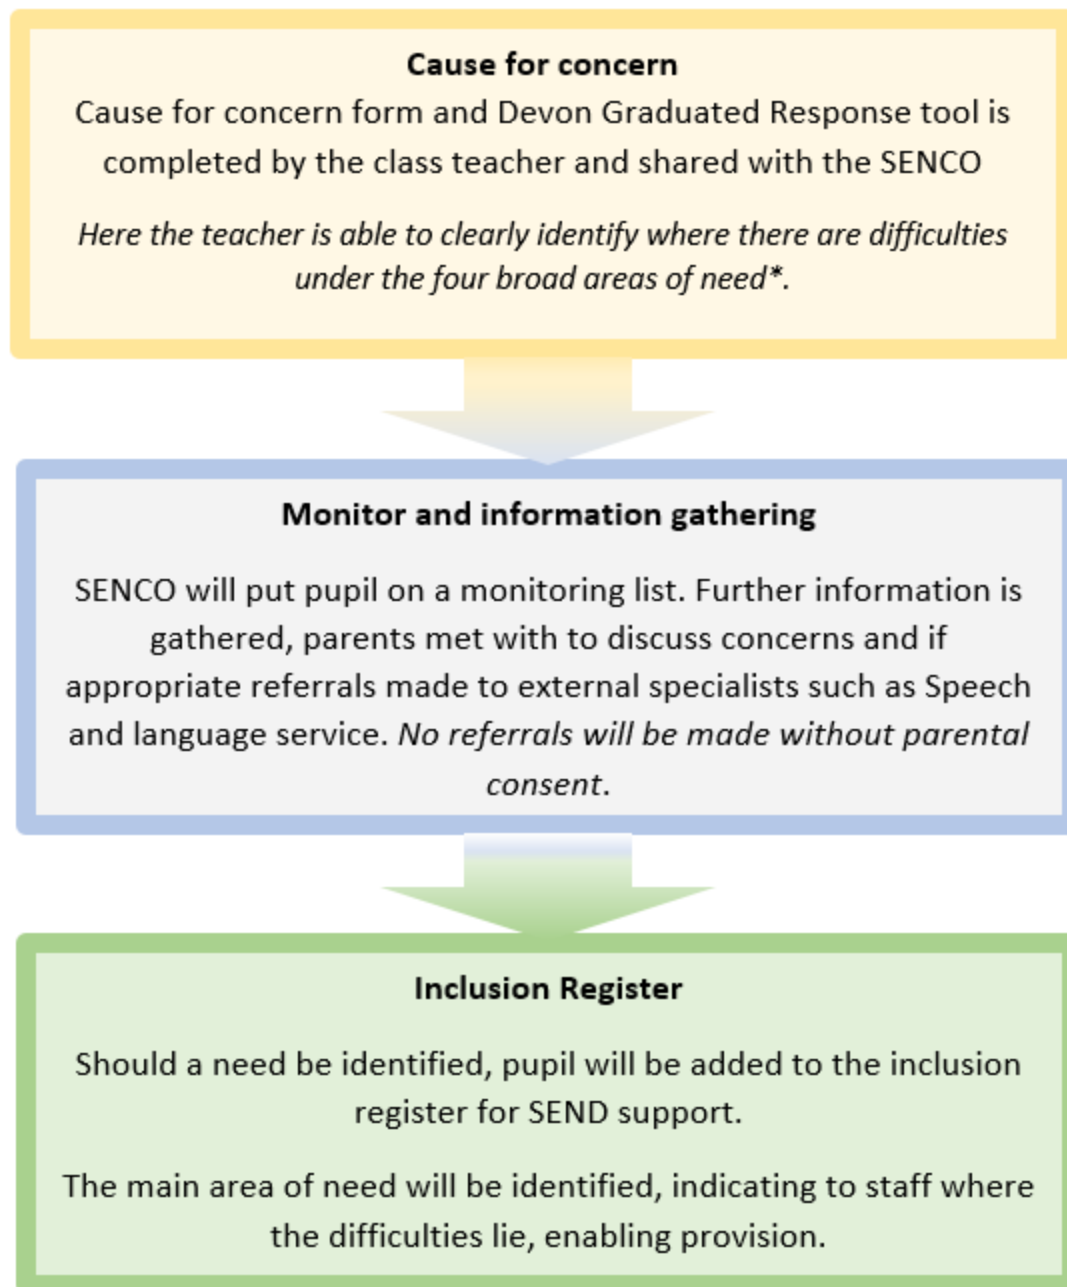 Cause for concern
Cause for concern form and Devon Graduated Response tool is
completed by the class teacher and shared with the SENCO
Here the teacher is able to clearly identify where there are difficulties
under the four broad areas of need*.
Monitor and information gathering
SENCO will put pupil on a monitoring list. Further information is
gathered, parents met with to discuss concerns and if
appropriate referrals made to external specialists such as Speech
and language service. No referrals will be made without parental
consent.
Inclusion Register
Should a need be identified, pupil will be added to the inclusion
register for SEND support.
The main area of need will be identified, indicating to staff where
the difficulties lie, enabling provision.